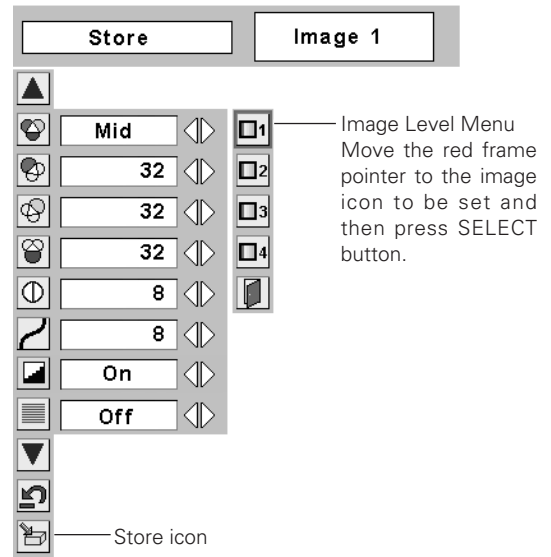 Store
Image 1
Mid
1
32
2
32
3
32
4
8
8
On
Off
Image Level Menu
Move the red frame
pointer to the image
icon to be set and
then press SELECT
button.
Store icon